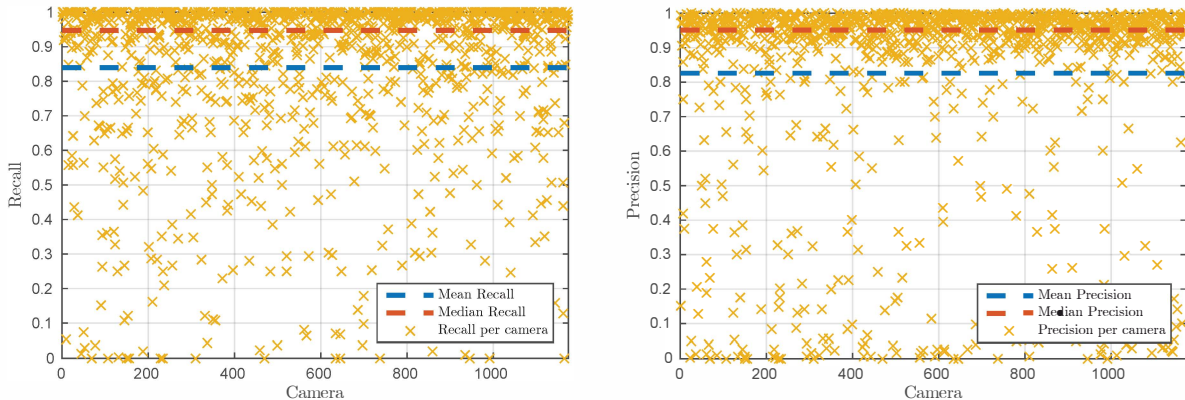 1
0.9
0.8
0.7
0.6
0.5
0.4
0.3
0.2
0.1
0
Recall
0 200 400 600 800 1000
Camera
Mean Recall
Median Recall
Recall per camera
1
0.9
0.8
0.7
0.6
0.5
0.4
0.3
0.2
0.1
0
Precision
0 200 400 600 800 1000
Camera
Mean Precision
Median Precision
Precision per camera